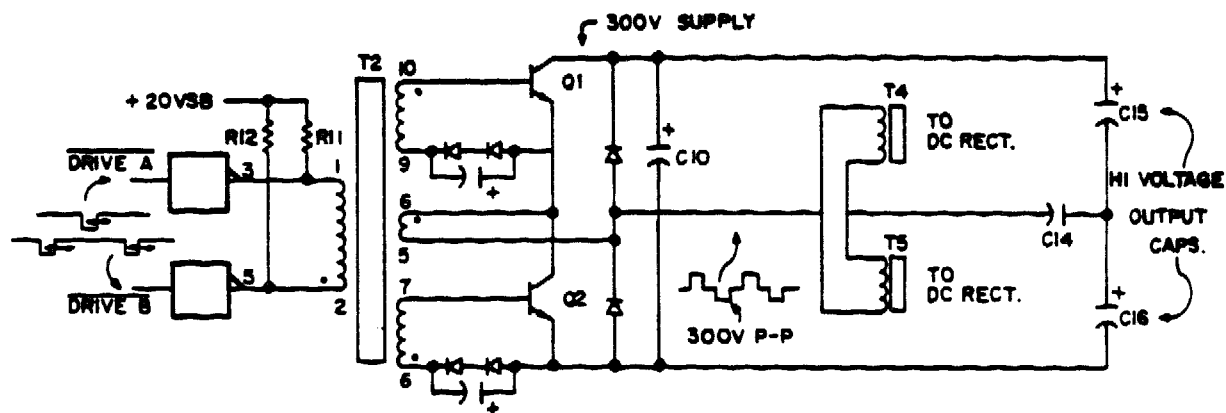 300V SUPPLY
T2
10
Q1
+ 20VSB
R12
R11
DRIVE A
3
1
9
+
+
C10
T4
TO
DC RECT.
+
C15
HI VOLTAGE
OUTPUT
CAPS.
6
5
C14
DRIVE B
5
2
7
Q2
300V P-P
T5
TO
DC RECT.
+
C16
6
+